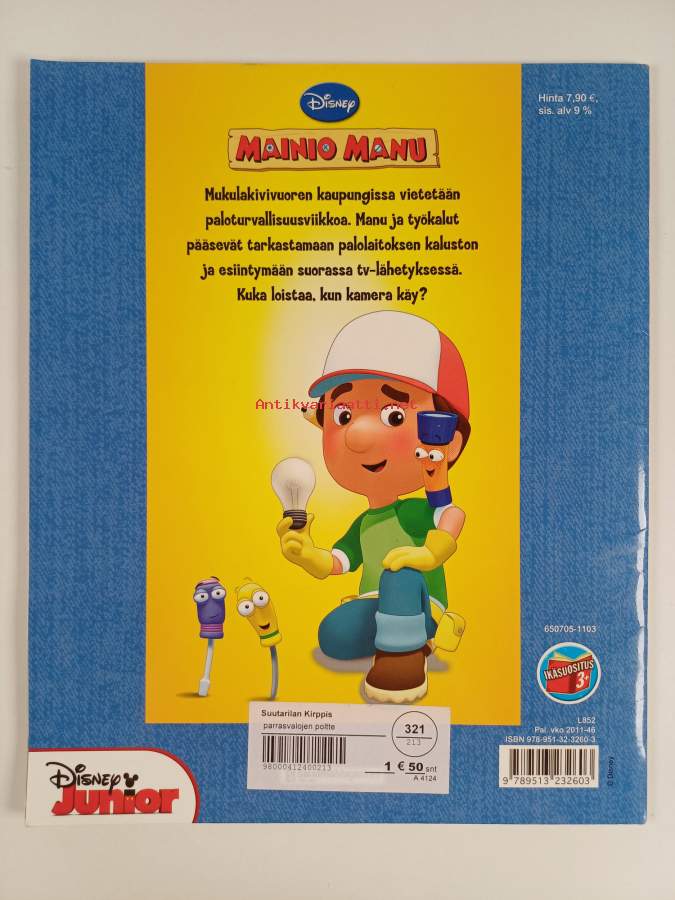 Disney
Hinta 7,90 €,
sis. alv 9 %
MAINIO MANU
Mukulakivivuoren kaupungissa vietetään
paloturvallisuusviikkoa. Manu ja työkalut
pääsevät tarkastamaan palolaitoksen kaluston
ja esiintymään suorassa tv-lähetyksessä.
Kuka loistaa, kun kamera käy?
Antikvariaatti.net
650705-1103
IKÄSUOSITUS
3+
L852
Pal. vko 2011-46
ISBN 978-951-32-3260-3
9 789513 232603
© Disney
Suutarilan Kirppis
parrasvalojen poltte
321
213
98000412400213
1 € 50 snt
A 4124
Disney
Junior